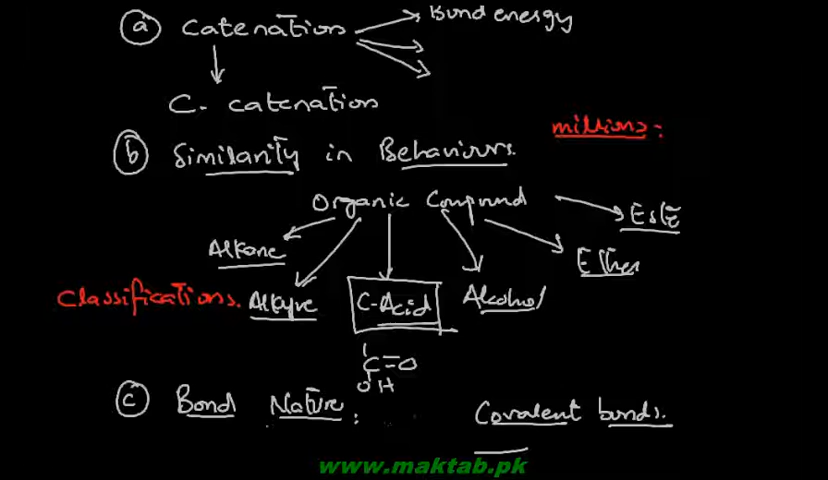 Bond energy
a Catenation
C- catenation
millions:
b Similarity in Behaviours.
Organic Compound
Este
Alkane
Ether
Classifications. Alkyne C-Acid Alcohol
C=O
OH
c Bond Nature: Covalent bonds.
www.maktab.pk